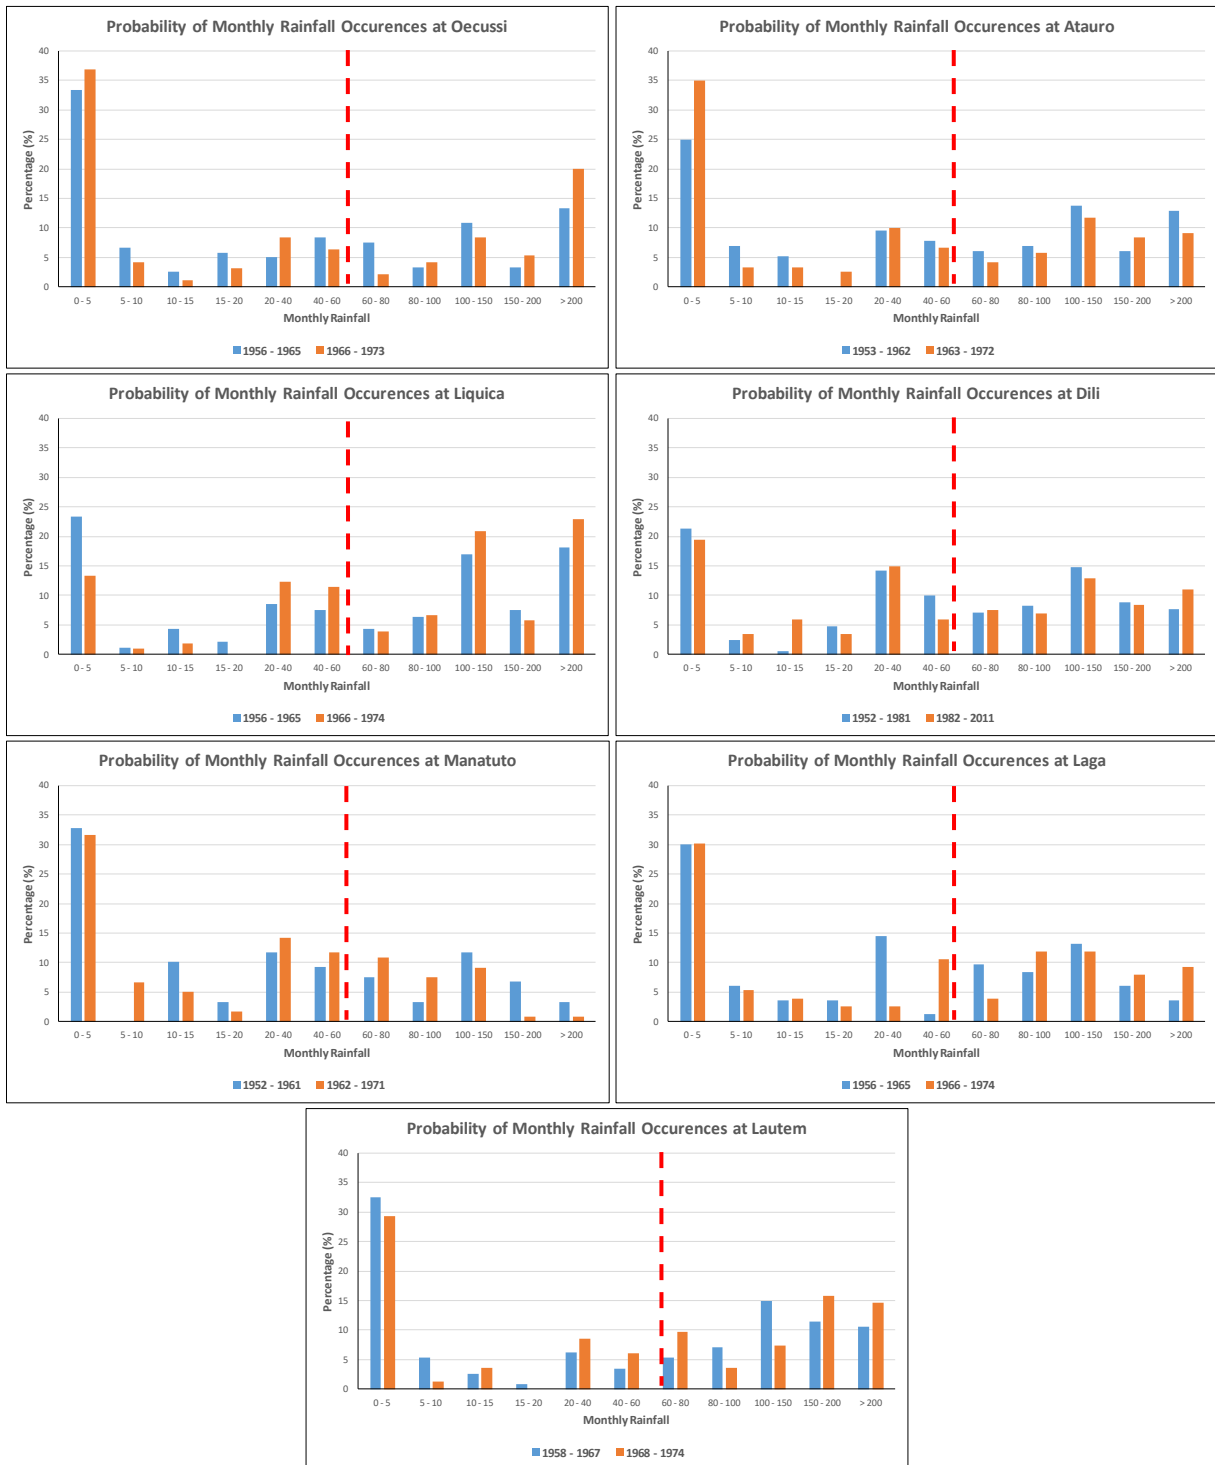 Probability of Monthly Rainfall Occurences at Oecussi
Percentage (%)
40
35
30
25
20
15
10
5
0
0 - 5 5 - 10 10 - 15 15 - 20 20 - 40 40 - 60 60 - 80 80 - 100 100 - 150 150 - 200 > 200
Monthly Rainfall
1956 - 1965 1966 - 1973
Probability of Monthly Rainfall Occurences at Atauro
Percentage (%)
40
35
30
25
20
15
10
5
0
0 - 5 5 - 10 10 - 15 15 - 20 20 - 40 40 - 60 60 - 80 80 - 100 100 - 150 150 - 200 > 200
Monthly Rainfall
1953 - 1962 1963 - 1972
Probability of Monthly Rainfall Occurences at Liquica
Percentage (%)
40
35
30
25
20
15
10
5
0
0 - 5 5 - 10 10 - 15 15 - 20 20 - 40 40 - 60 60 - 80 80 - 100 100 - 150 150 - 200 > 200
Monthly Rainfall
1956 - 1965 1966 - 1974
Probability of Monthly Rainfall Occurences at Dili
Percentage (%)
40
35
30
25
20
15
10
5
0
0 - 5 5 - 10 10 - 15 15 - 20 20 - 40 40 - 60 60 - 80 80 - 100 100 - 150 150 - 200 > 200
Monthly Rainfall
1952 - 1981 1982 - 2011
Probability of Monthly Rainfall Occurences at Manatuto
Percentage (%)
40
35
30
25
20
15
10
5
0
0 - 5 5 - 10 10 - 15 15 - 20 20 - 40 40 - 60 60 - 80 80 - 100 100 - 150 150 - 200 > 200
Monthly Rainfall
1952 - 1961 1962 - 1971
Probability of Monthly Rainfall Occurences at Laga
Percentage (%)
40
35
30
25
20
15
10
5
0
0 - 5 5 - 10 10 - 15 15 - 20 20 - 40 40 - 60 60 - 80 80 - 100 100 - 150 150 - 200 > 200
Monthly Rainfall
1956 - 1965 1966 - 1974
Probability of Monthly Rainfall Occurences at Lautem
Percentage (%)
40
35
30
25
20
15
10
5
0
0 - 5 5 - 10 10 - 15 15 - 20 20 - 40 40 - 60 60 - 80 80 - 100 100 - 150 150 - 200 > 200
Monthly Rainfall
1958 - 1967 1968 - 1974